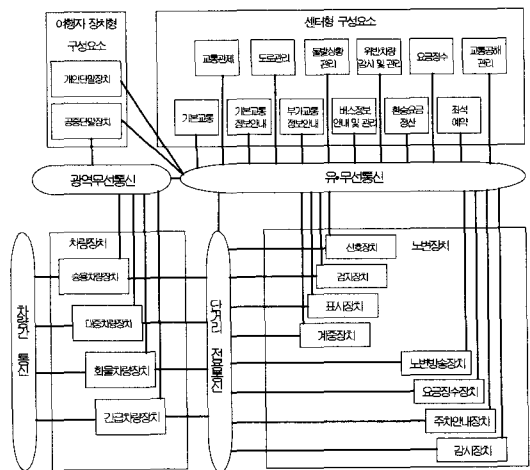 여행자 장치형
구성요소
개인단말장치
공중단말장치
센터형 구성요소
교통관제
도로관리
돌발상황
관리
위반차량
감시 및 관리
요금징수
교통공해
관리
기본교통
기본교통
정보안내
부가교통
정보안내
버스정보
안내 및 관리
환승요금
정산
좌석
예약
광역무선통신
유•무선통신
차량간 통신
차량장치
승용차량장치
대중차량장치
화물차량장치
긴급차량장치
단거리 전용통신
노변장치
신호장치
검지장치
표시장치
계중장치
노변방송장치
요금징수장치
주차안내장치
감시장치